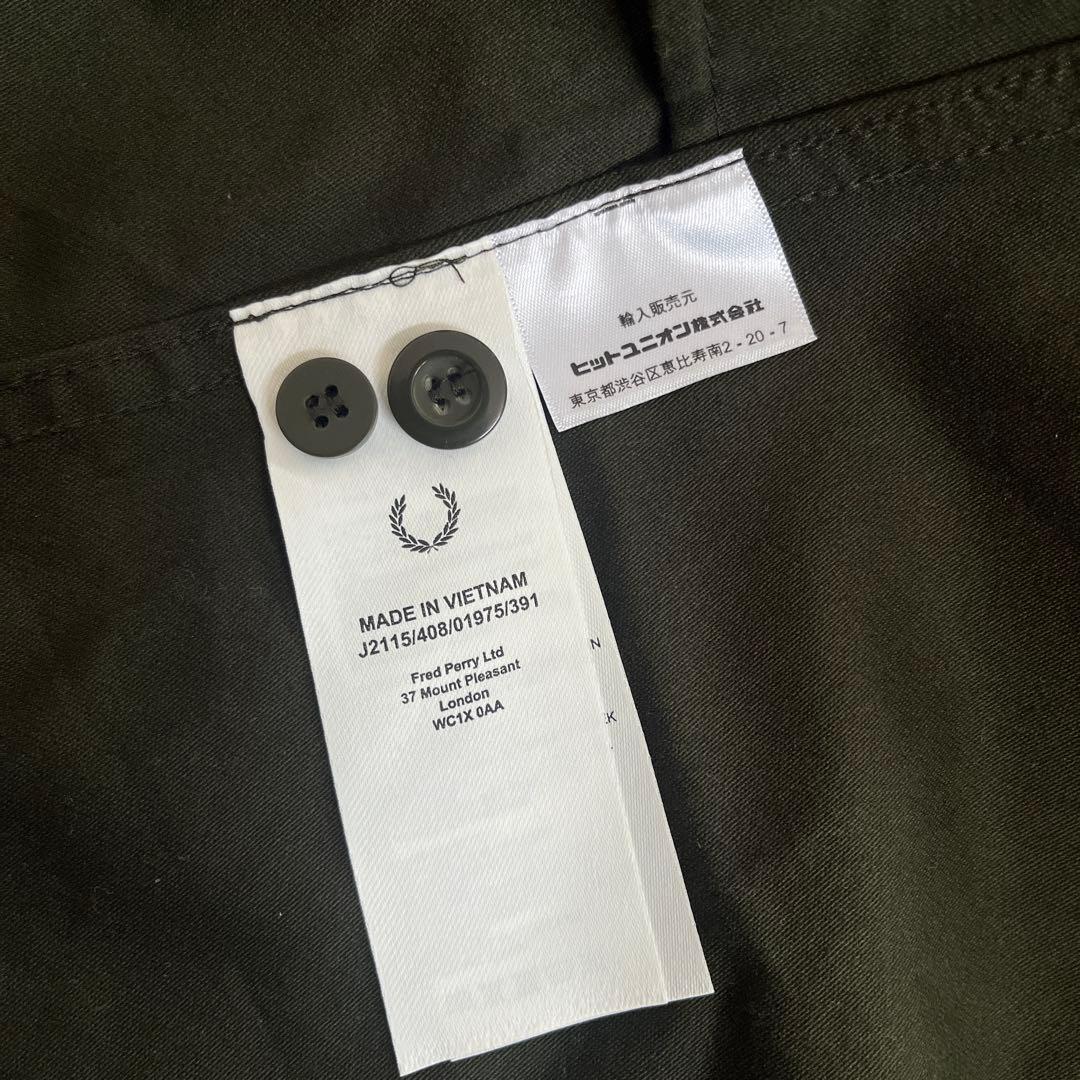 輸入販売元
ヒットユニオン株式会社
東京都渋谷区恵比寿南2-20-7
MADE IN VIETNAM
J2115/408/01975/391
Fred Perry Ltd
37 Mount Pleasant
London
WC1X 0AA
N